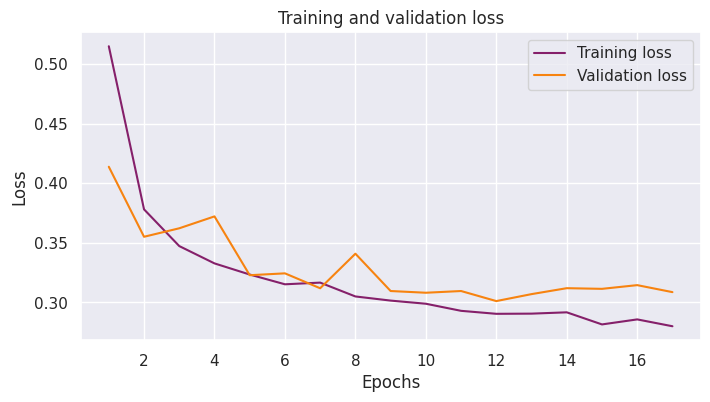 Training and validation loss
Training loss
Validation loss
0.50
0.45
0.40
0.35
0.30
Loss
2 4 6 8 10 12 14 16
Epochs